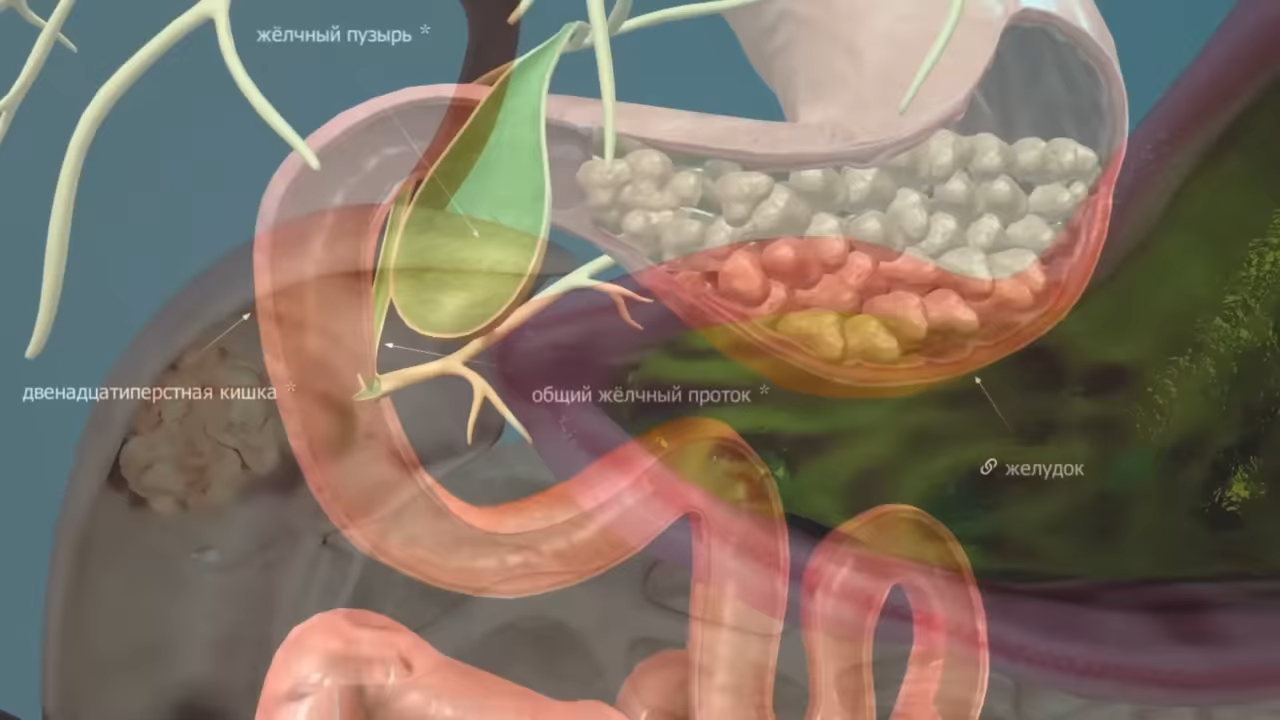 жёлчный пузырь *
двенадцатиперстная кишка *
общий жёлчный проток *
желудок